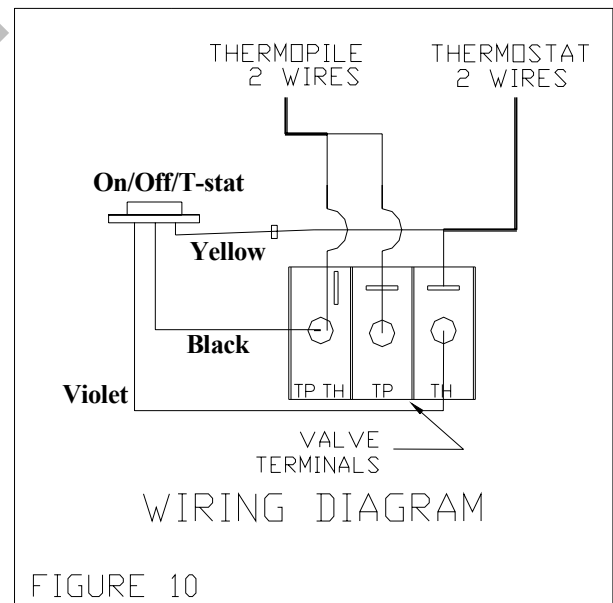 THERMOPILE
2 WIRES
THERMOSTAT
2 WIRES
On/Off/T-stat
Yellow
Black
Violet
TP TH
TP
TH
VALVE
TERMINALS
WIRING DIAGRAM
FIGURE 10